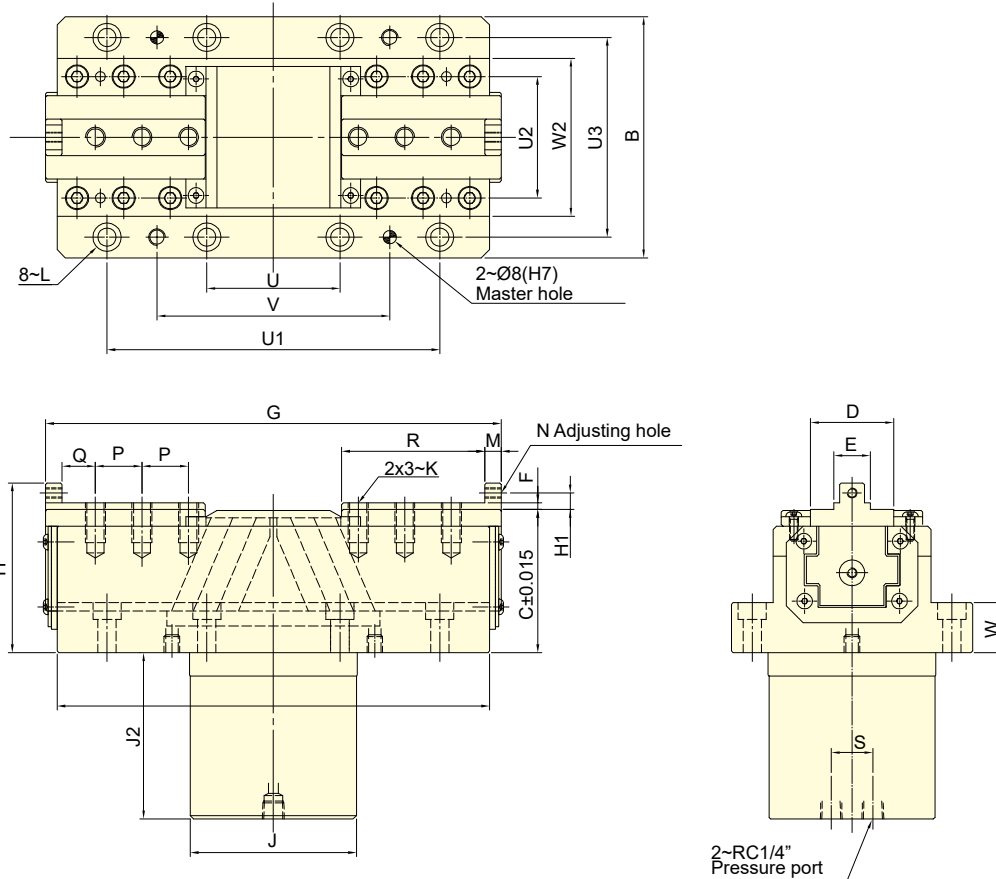 U2
W2
U3
B
8~L
U
V
U1
2~Ø8(H7)
Master hole
G
Q
P
P
R
M
N Adjusting hole
2x3~K
F
H1
H
C±0.015
J2
J
D
E
W
S
2~RC1/4”
Pressure port